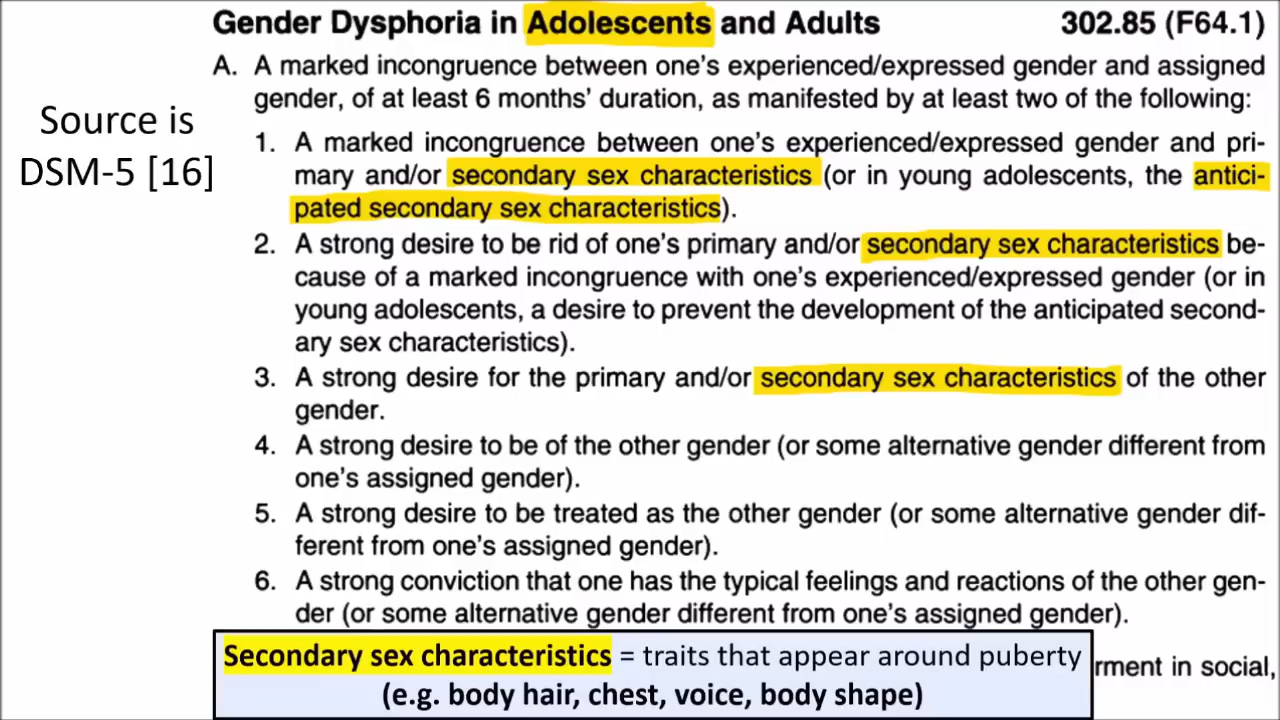 Gender Dysphoria in Adolescents and Adults 302.85 (F64.1)
A. A marked incongruence between one's experienced/expressed gender and assigned
gender, of at least 6 months' duration, as manifested by at least two of the following:
Source is
DSM-5 [16]
1. A marked incongruence between one's experienced/expressed gender and pri-
mary and/or secondary sex characteristics (or in young adolescents, the antici-
pated secondary sex characteristics).
2. A strong desire to be rid of one's primary and/or secondary sex characteristics be-
cause of a marked incongruence with one's experienced/expressed gender (or in
young adolescents, a desire to prevent the development of the anticipated second-
ary sex characteristics).
3. A strong desire for the primary and/or secondary sex characteristics of the other
gender.
4. A strong desire to be of the other gender (or some alternative gender different from
one's assigned gender).
5. A strong desire to be treated as the other gender (or some alternative gender dif-
ferent from one's assigned gender).
6. A strong conviction that one has the typical feelings and reactions of the other gen-
der (or some alternative gender different from one's assigned gender).
Secondary sex characteristics = traits that appear around puberty
(e.g. body hair, chest, voice, body shape)
rment in social,